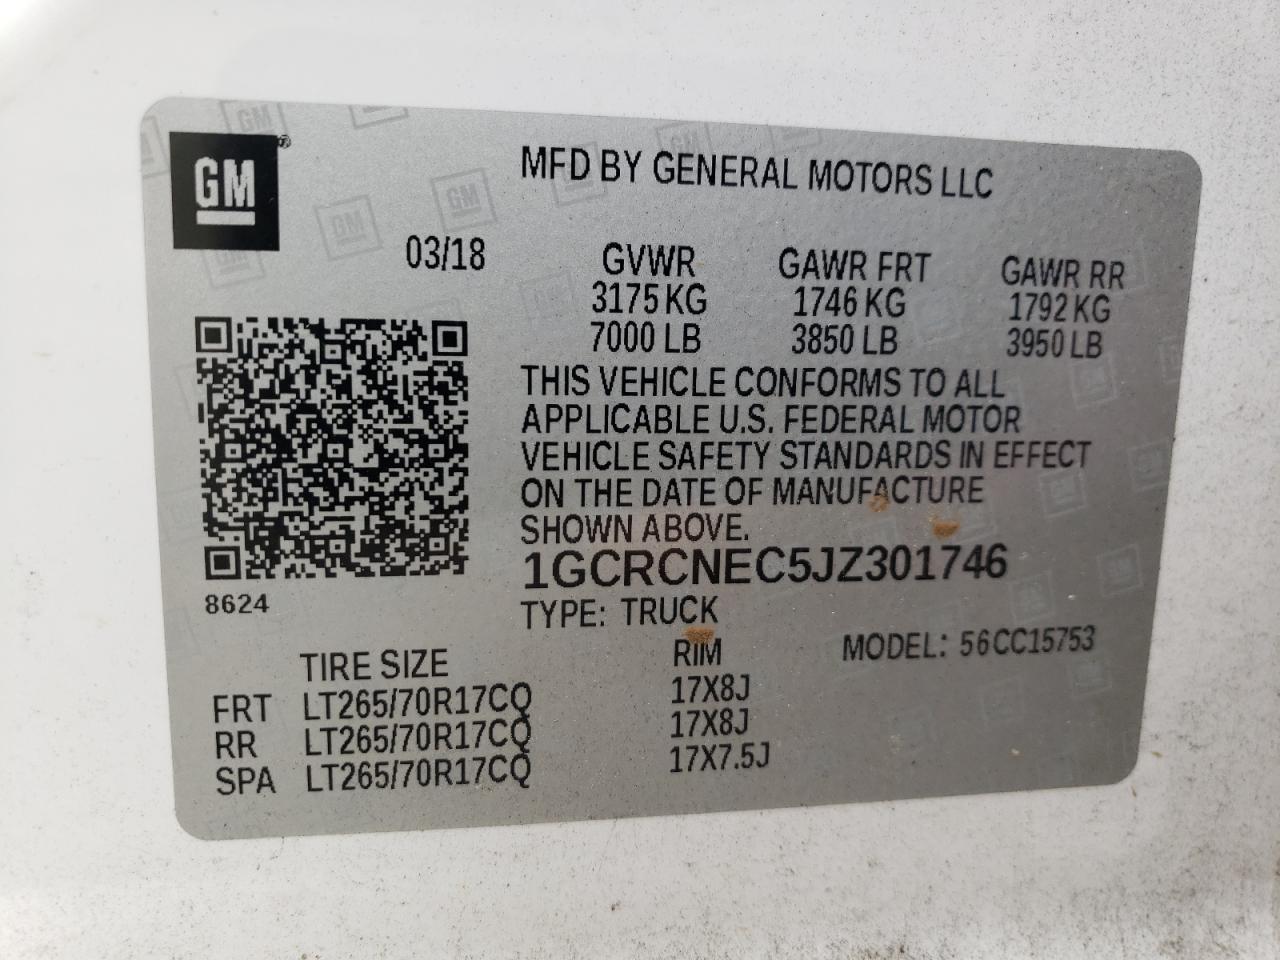 GM
MFD BY GENERAL MOTORS LLC
03/18
GVWR GAWR FRT GAWR RR
3175 KG 1746 KG 1792 KG
7000 LB 3850 LB 3950 LB
THIS VEHICLE CONFORMS TO ALL
APPLICABLE U.S. FEDERAL MOTOR
VEHICLE SAFETY STANDARDS IN EFFECT
ON THE DATE OF MANUFACTURE
SHOWN ABOVE.
1GCRCNEC5JZ301746
8624
TYPE: TRUCK
MODEL: 56CC15753
TIRE SIZE RIM
FRT LT265/70R17CQ 17X8J
RR LT265/70R17CQ 17X8J
SPA LT265/70R17CQ 17X7.5J